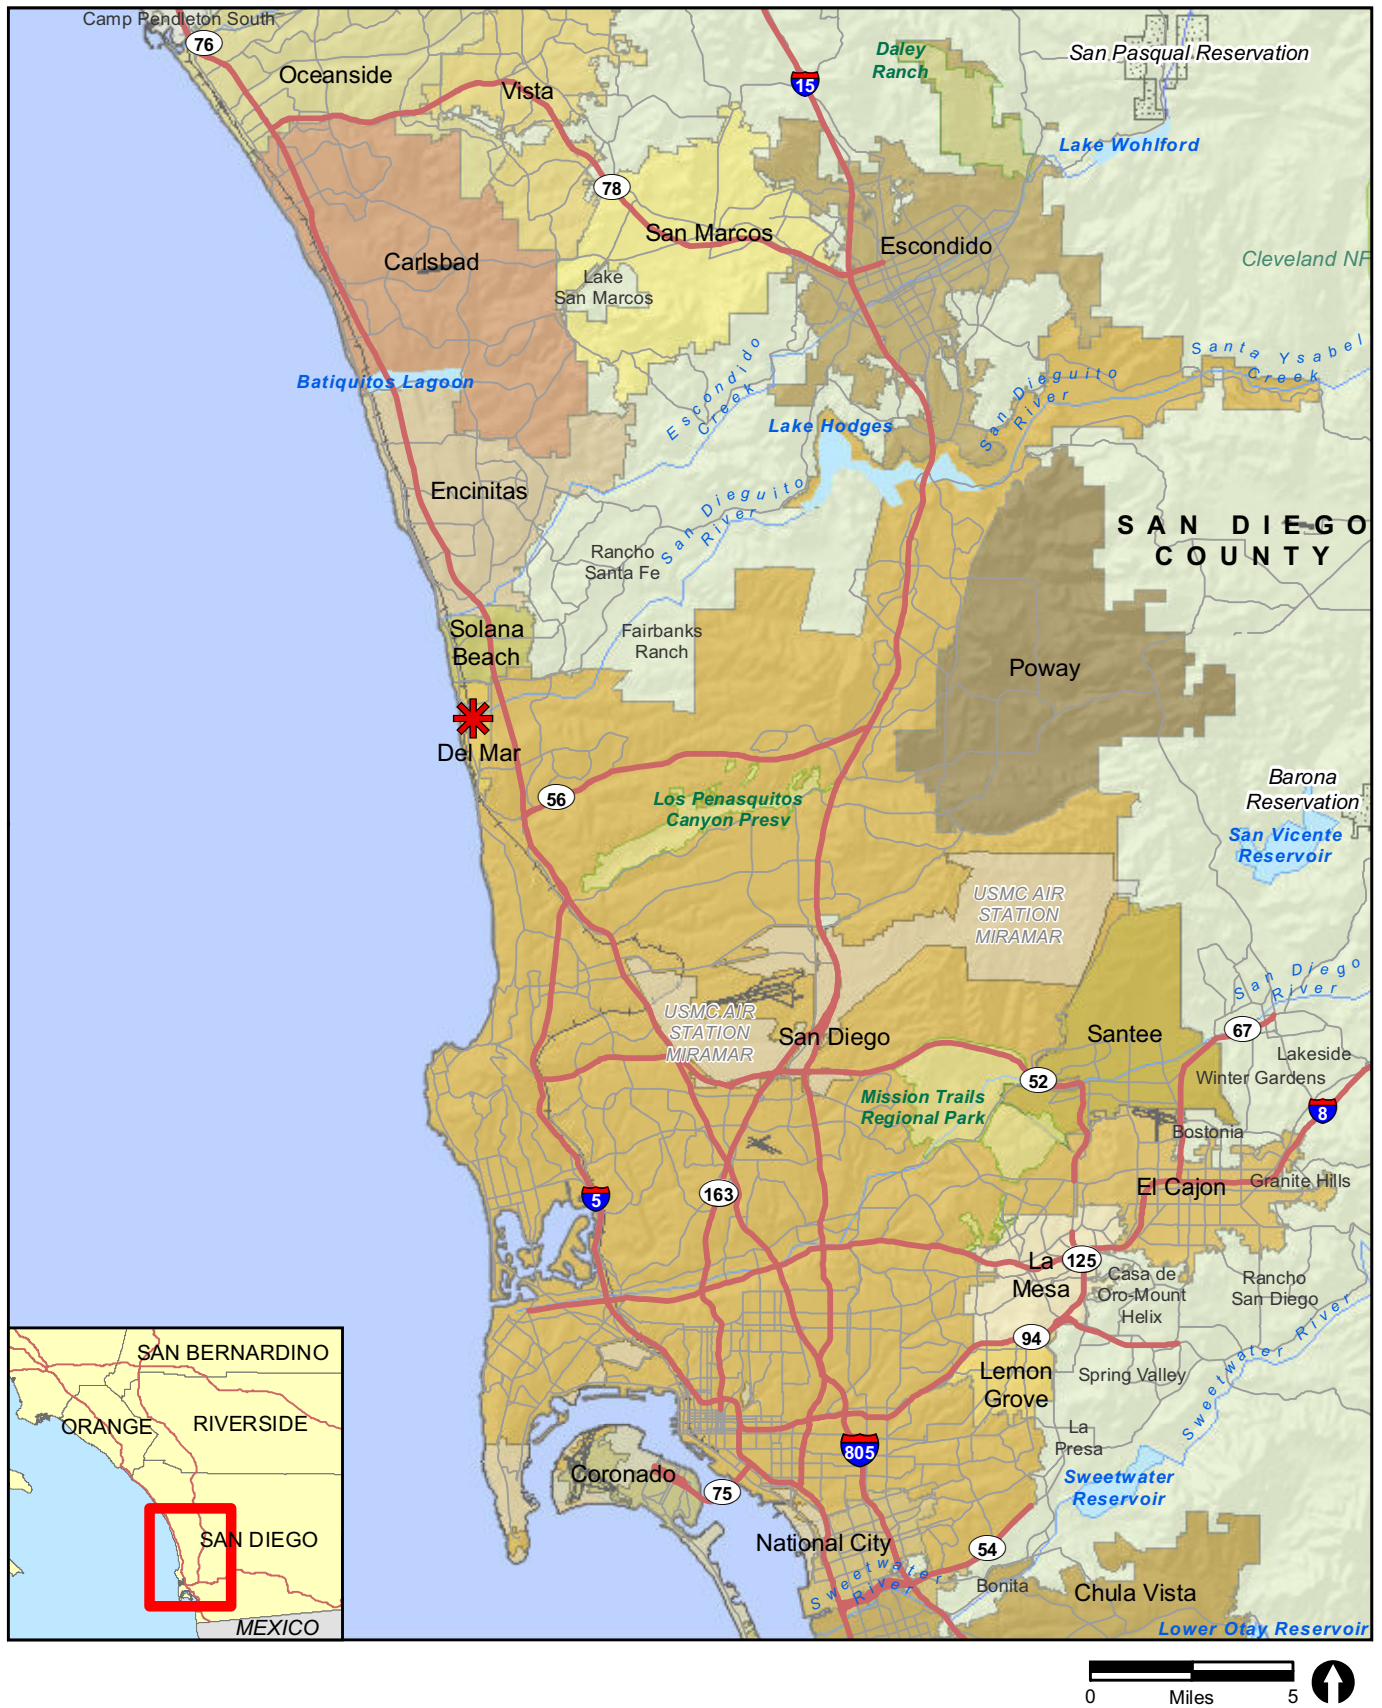 Camp Pendleton South
76
Oceanside
Vista
15
Daley
Ranch
San Pasqual Reservation
Lake Wohlford
78
San Marcos
Escondido
Carlsbad
Lake
San Marcos
Cleveland NF
Santa Ysabel
Creek
Batiquitos Lagoon
Escondido
Creek
San Dieguito
River
Lake Hodges
Encinitas
San Dieguito
River
SAN DIEGO
COUNTY
Rancho
Santa Fe
Solana
Beach
Fairbanks
Ranch
Poway
Del Mar
56
Los Penasquitos
Canyon Presv
Barona
Reservation
San Vicente
Reservoir
USMC AIR
STATION
MIRAMAR
San Diego
River
USMC AIR
STATION
MIRAMAR
San Diego
Santee
67
Lakeside
Winter Gardens
52
Mission Trails
Regional Park
8
Bostonia
5
163
El Cajon
Granite Hills
La
Mesa
125
Casa de
Oro-Mount
Helix
Rancho
San Diego
Sweetwater River
94
Lemon
Grove
Spring Valley
La
Presa
805
Coronado
75
Sweetwater
Reservoir
National City
54
Sweetwater
River
Bonita
Chula Vista
Lower Otay Reservoir
SAN BERNARDINO
ORANGE
RIVERSIDE
SAN DIEGO
MEXICO
0
Miles
5